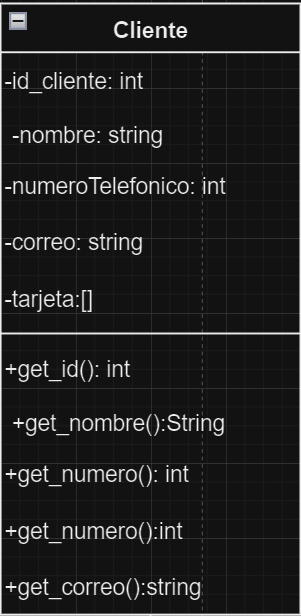 Cliente
-id_cliente: int
-nombre: string
-numeroTelefonico: int
-correo: string
-tarjeta:[]
+get_id(): int
+get_nombre():String
+get_numero(): int
+get_numero():int
+get_correo():string